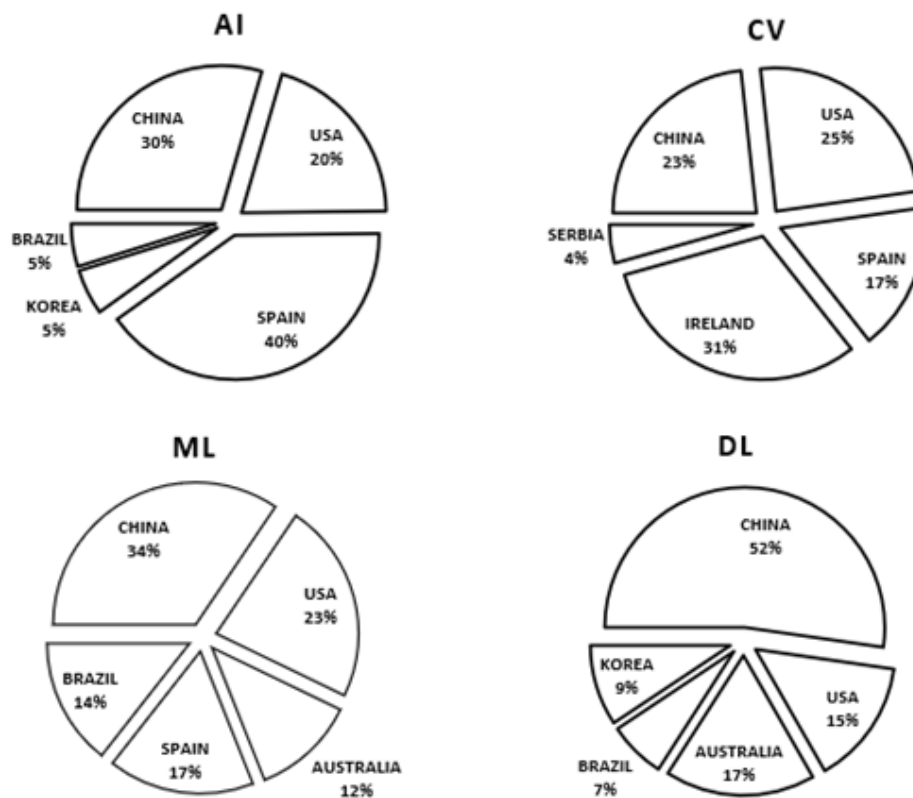 AI
CHINA
30%
USA
20%
BRAZIL
5%
KOREA
5%
SPAIN
40%
CV
CHINA
23%
USA
25%
SERBIA
4%
SPAIN
17%
IRELAND
31%
ML
CHINA
34%
USA
23%
BRAZIL
14%
SPAIN
17%
AUSTRALIA
12%
DL
CHINA
52%
KOREA
9%
USA
15%
BRAZIL
7%
AUSTRALIA
17%